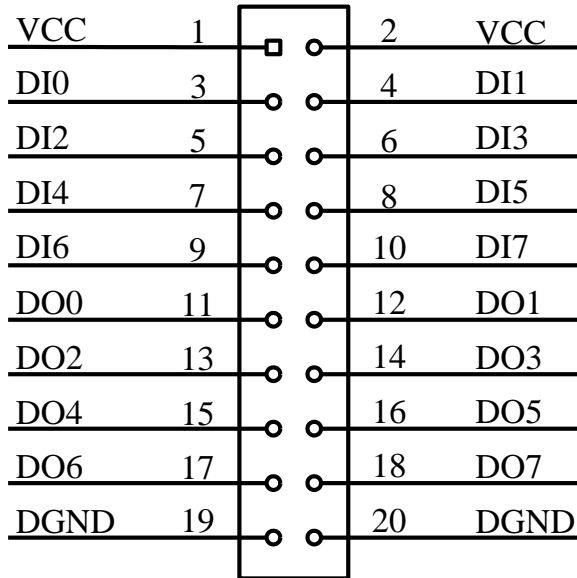 VCC 1 2 VCC
DI0 3 4 DI1
DI2 5 6 DI3
DI4 7 8 DI5
DI6 9 10 DI7
DO0 11 12 DO1
DO2 13 14 DO3
DO4 15 16 DO5
DO6 17 18 DO7
DGND 19 20 DGND